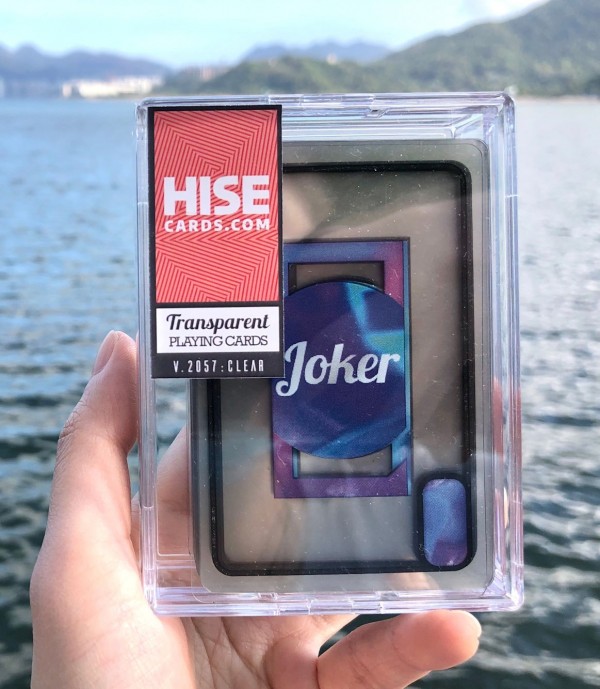 HISE
CARDS.COM
Transparent
PLAYING CARDS
V. 2057 : CLEAR
Joker